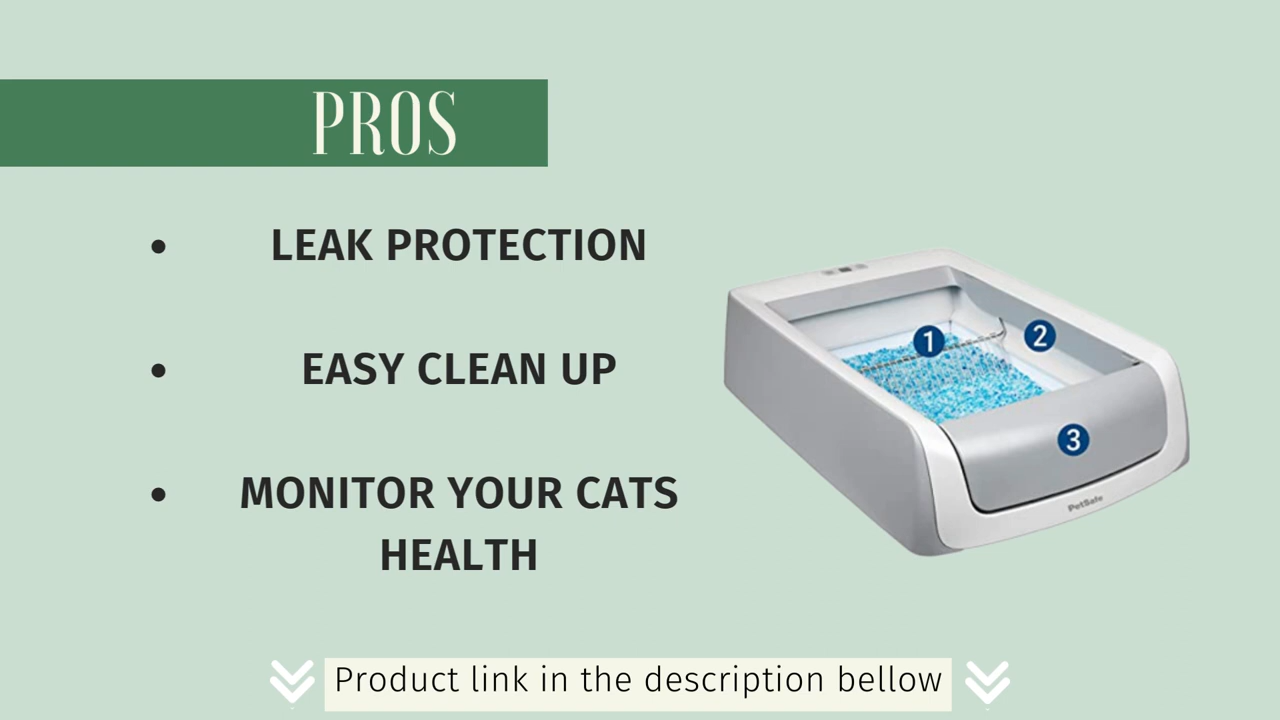 PROS
• LEAK PROTECTION
• EASY CLEAN UP
• MONITOR YOUR CATS
HEALTH
1
2
3
PetSafe
Product link in the description bellow